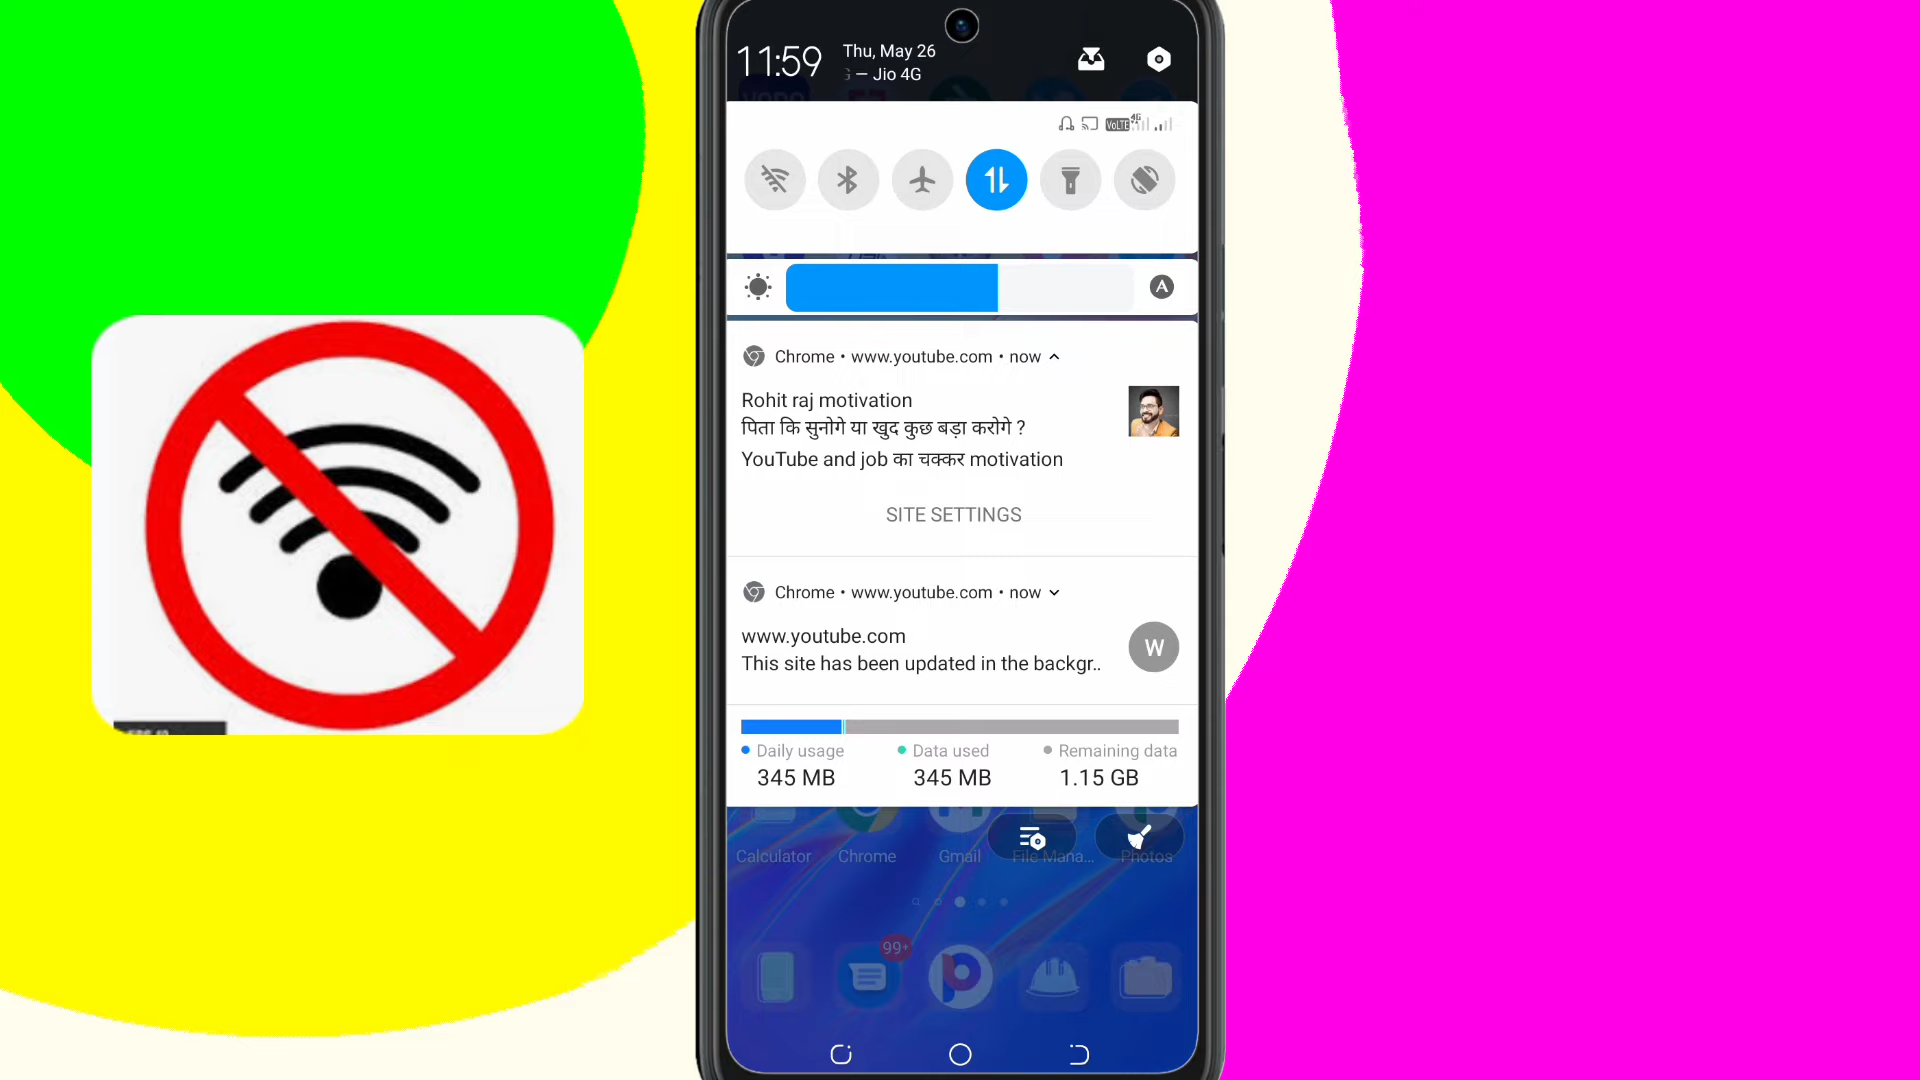 11:59
Thu, May 26
— Jio 4G
VoLTE
4G
A
Chrome • www.youtube.com • now
Rohit raj motivation
पिता कि सुनोगे या खुद कुछ बड़ा करोगे ?
YouTube and job का चक्कर motivation
SITE SETTINGS
Chrome • www.youtube.com • now
www.youtube.com
W
This site has been updated in the backgr..
Daily usage
Data used
Remaining data
345 MB
345 MB
1.15 GB
Calculator
Chrome
Gmail
File Mana...
Photos
99+